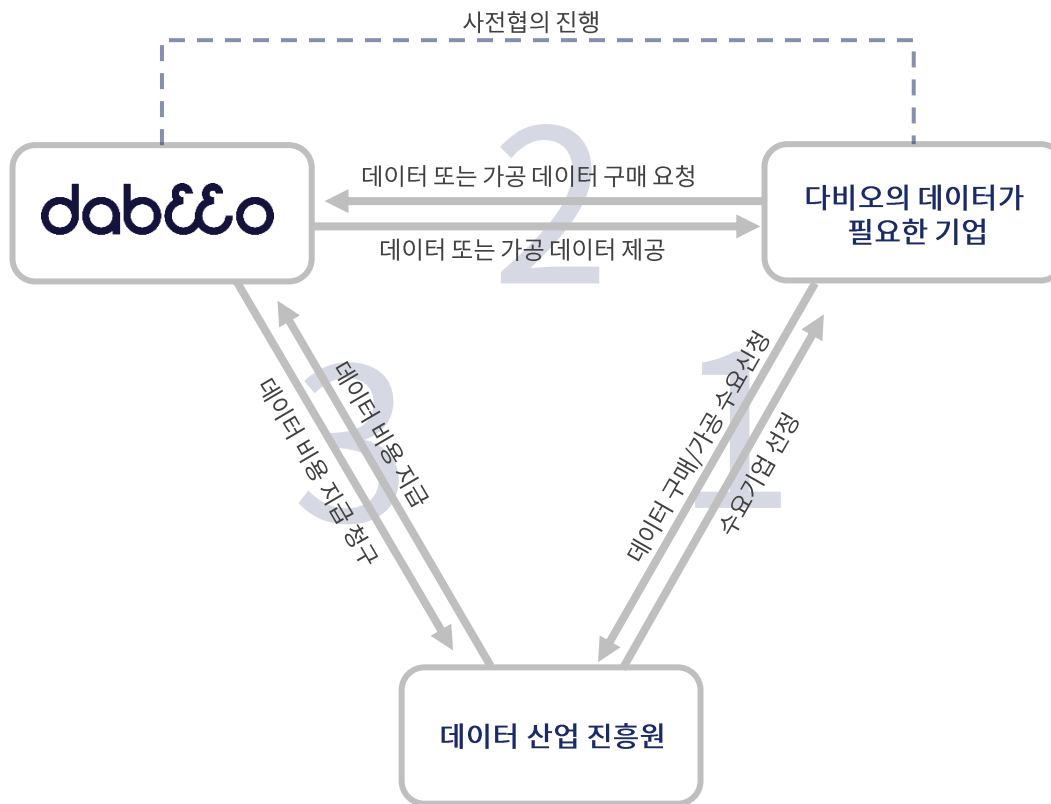 사전협의 진행
2
데이터 또는 가공 데이터 구매 요청
dabeeo
다비오의 데이터가
필요한 기업
데이터 또는 가공 데이터 제공
3
1
데이터 비용 지급 청구
데이터 비용 지급
데이터 구매/가공 수요신청
수요기업 선정
데이터 산업 진흥원